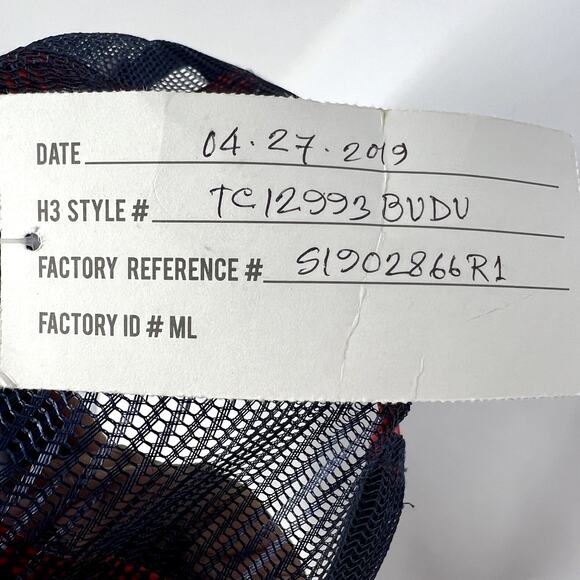 DATE 04.27.2019
H3 STYLE # TC12993BUDU
FACTORY REFERENCE # S1902866R1
FACTORY ID # ML